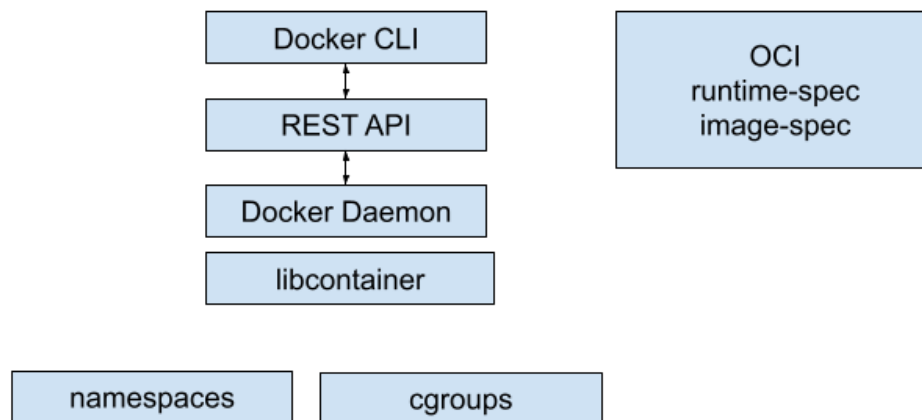 Docker CLI
REST API
Docker Daemon
libcontainer
OCI
runtime-spec
image-spec
namespaces
cgroups